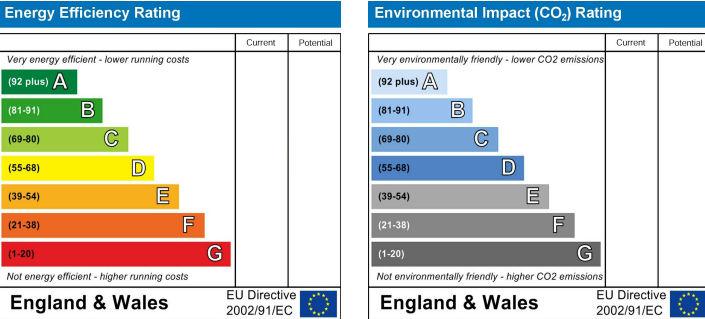 Energy Efficiency Rating
Current Potential
Very energy efficient - lower running costs
(92 plus) A
(81-91) B
(69-80) C
(55-68) D
(39-54) E
(21-38) F
(1-20) G
Not energy efficient - higher running costs
England & Wales
EU Directive
2002/91/EC
Environmental Impact (CO₂) Rating
Current Potential
Very environmentally friendly - lower CO2 emissions
(92 plus) A
(81-91) B
(69-80) C
(55-68) D
(39-54) E
(21-38) F
(1-20) G
Not environmentally friendly - higher CO2 emissions
England & Wales
EU Directive
2002/91/EC